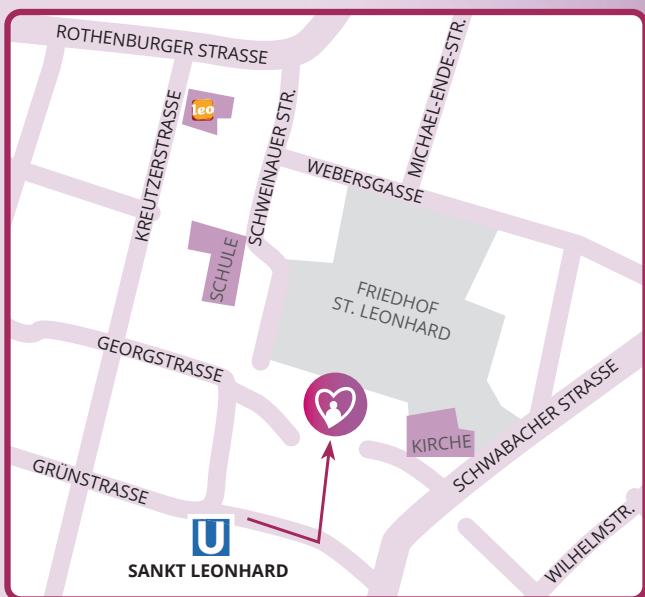 ROTHENBURGER STRASSE
MICHAEL-ENDE-STR.
leo
KREUTZERSTRASSE
SCHWEINAUER STR.
WEBERSGASSE
SCHULE
FRIEDHOF
ST. LEONHARD
GEORGSTRASSE
KIRCHE
SCHWABACHER STRASSE
GRÜNSTRASSE
WILHELMSTR.
U
SANKT LEONHARD